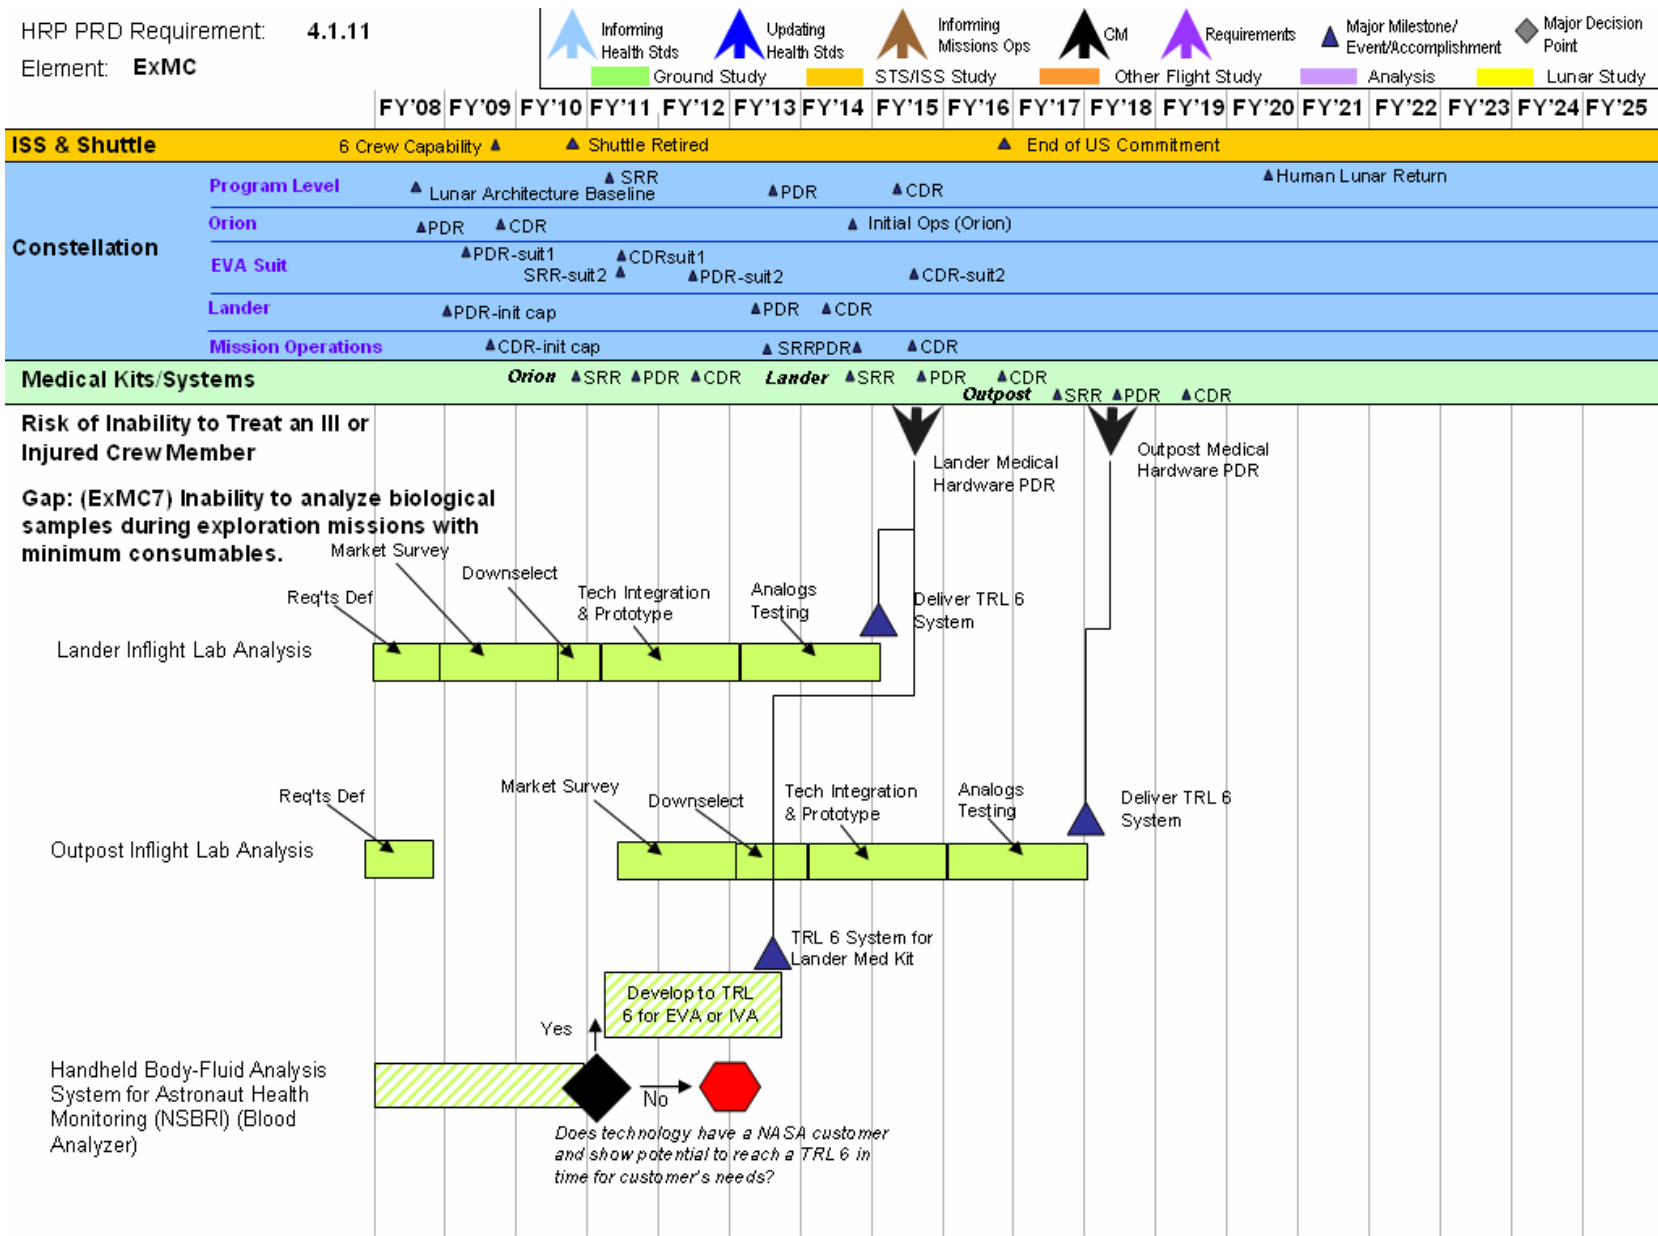 HRP PRD Requirement: 4.1.11
Element: ExMC
Informing
Health Stds
Updating
Health Stds
Informing
Missions Ops
CM
Requirements
Major Milestone/
Event/Accomplishment
Major Decision
Point
Ground Study
STS/ISS Study
Other Flight Study
Analysis
Lunar Study
FY'08 FY'09 FY'10 FY'11 FY'12 FY'13 FY'14 FY'15 FY'16 FY'17 FY'18 FY'19 FY'20 FY'21 FY'22 FY'23 FY'24 FY'25
ISS & Shuttle
6 Crew Capability
Shuttle Retired
End of US Commitment
Constellation
Program Level
Lunar Architecture Baseline
SRR
PDR
CDR
Human Lunar Return
Orion
PDR
CDR
Initial Ops (Orion)
EVA Suit
PDR-suit1
CDRsuit1
SRR-suit2
PDR-suit2
CDR-suit2
Lander
PDR-init cap
PDR
CDR
Mission Operations
CDR-init cap
SRRPDR
CDR
Medical Kits/Systems
Orion SRR PDR CDR
Lander SRR PDR CDR
Outpost SRR PDR CDR
Risk of Inability to Treat an Ill or
Injured Crew Member
Lander Medical
Hardware PDR
Outpost Medical
Hardware PDR
Gap: (ExMC7) Inability to analyze biological
samples during exploration missions with
minimum consumables.
Market Survey
Downselect
Req'ts Def
Tech Integration
& Prototype
Analogs
Testing
Deliver TRL 6
System
Lander Inflight Lab Analysis
Req'ts Def
Market Survey
Downselect
Tech Integration
& Prototype
Analogs
Testing
Deliver TRL 6
System
Outpost Inflight Lab Analysis
TRL 6 System for
Lander Med Kit
Develop to TRL
6 for EVA or IVA
Yes
No
Handheld Body-Fluid Analysis
System for Astronaut Health
Monitoring (NSBRI) (Blood
Analyzer)
Does technology have a NASA customer
and show potential to reach a TRL 6 in
time for customer's needs?